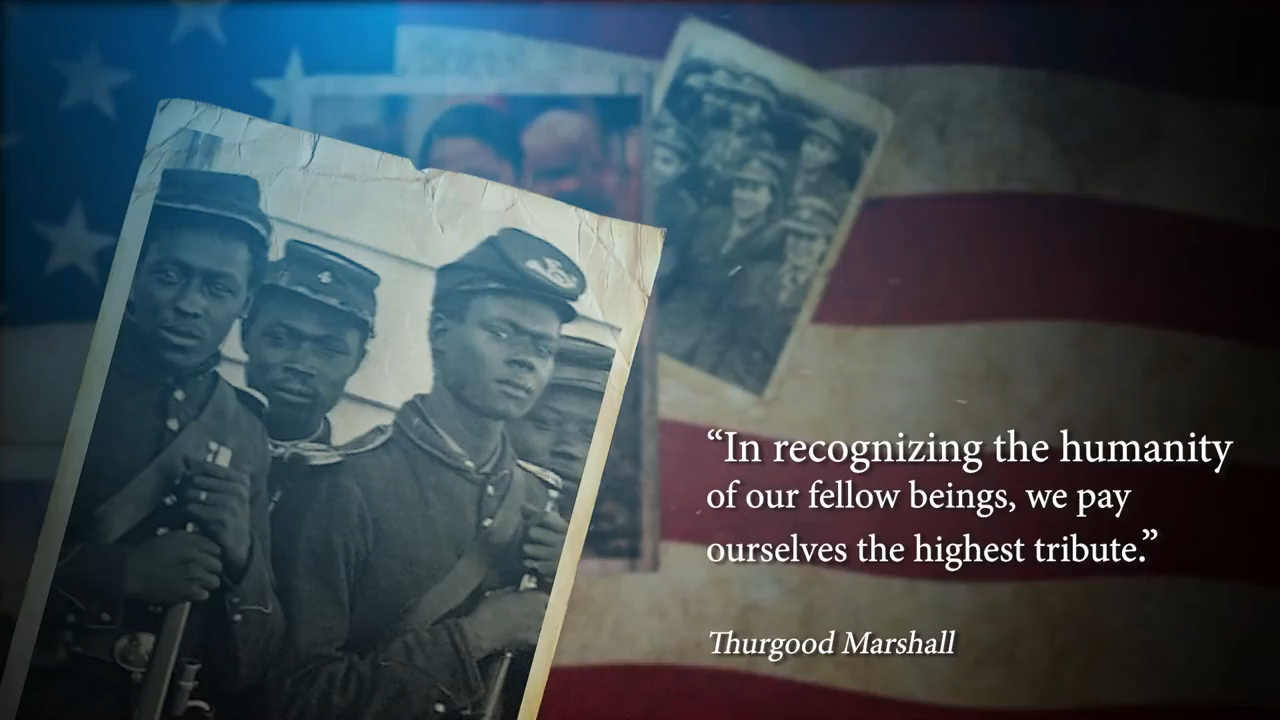 “In recognizing the humanity
of our fellow beings, we pay
ourselves the highest tribute.”
Thurgood Marshall